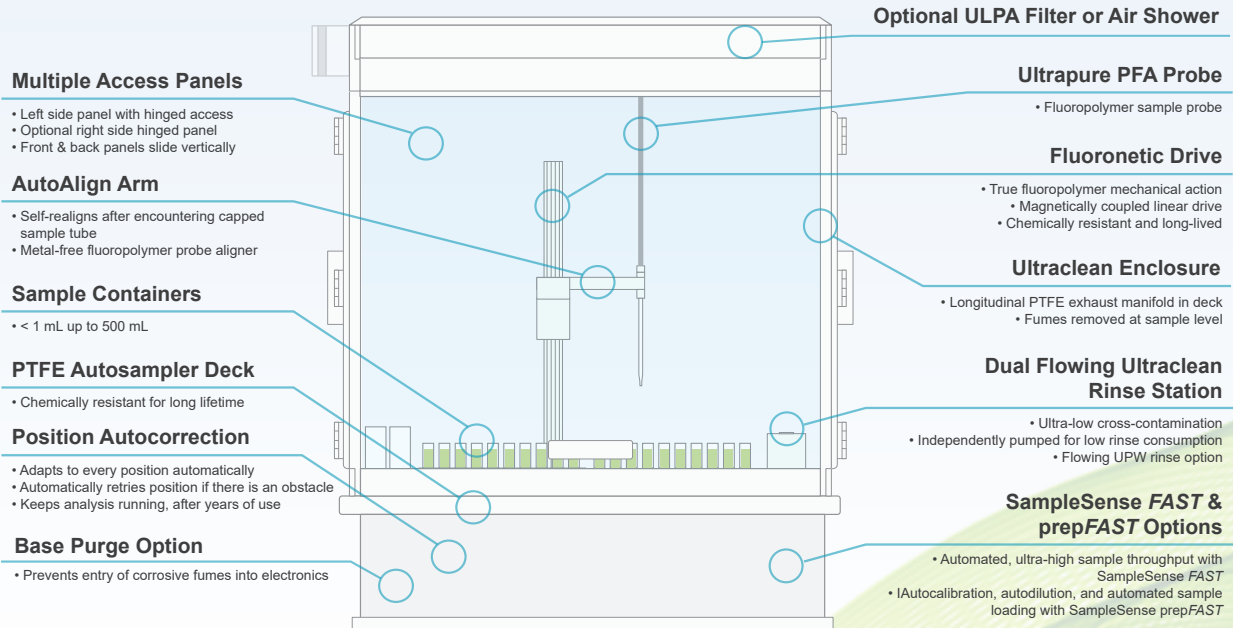 Optional ULPA Filter or Air Shower
Multiple Access Panels
• Left side panel with hinged access
• Optional right side hinged panel
• Front & back panels slide vertically
AutoAlign Arm
• Self-realigns after encountering capped
sample tube
• Metal-free fluoropolymer probe aligner
Sample Containers
• < 1 mL up to 500 mL
PTFE Autosampler Deck
• Chemically resistant for long lifetime
Position Autocorrection
• Adapts to every position automatically
• Automatically retries position if there is an obstacle
• Keeps analysis running, after years of use
Base Purge Option
• Prevents entry of corrosive fumes into electronics
Ultrapure PFA Probe
• Fluoropolymer sample probe
Fluoronetic Drive
• True fluoropolymer mechanical action
• Magnetically coupled linear drive
• Chemically resistant and long-lived
Ultraclean Enclosure
• Longitudinal PTFE exhaust manifold in deck
• Fumes removed at sample level
Dual Flowing Ultraclean
Rinse Station
• Ultra-low cross-contamination
• Independently pumped for low rinse consumption
• Flowing UPW rinse option
SampleSense FAST &
prepFAST Options
• Automated, ultra-high sample throughput with
SampleSense FAST
• IAutocalibration, autodilution, and automated sample
loading with SampleSense prepFAST